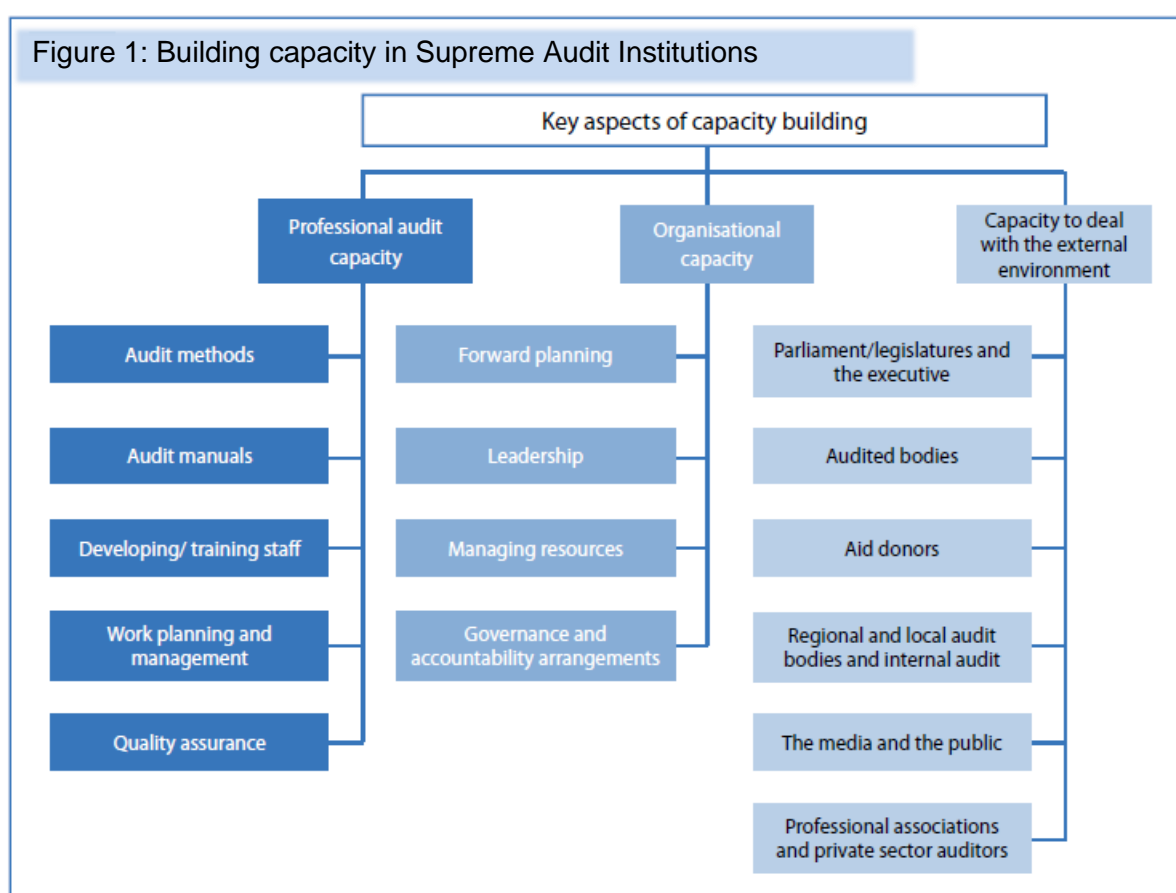 Figure 1: Building capacity in Supreme Audit Institutions
Key aspects of capacity building
Professional audit
capacity
Audit methods
Audit manuals
Developing/ training staff
Work planning and
management
Quality assurance
Organisational
capacity
Forward planning
Leadership
Managing resources
Governance and
accountability arrangements
Capacity to deal
with the external
environment
Parliament/legislatures and
the executive
Audited bodies
Aid donors
Regional and local audit
bodies and internal audit
The media and the public
Professional associations
and private sector auditors